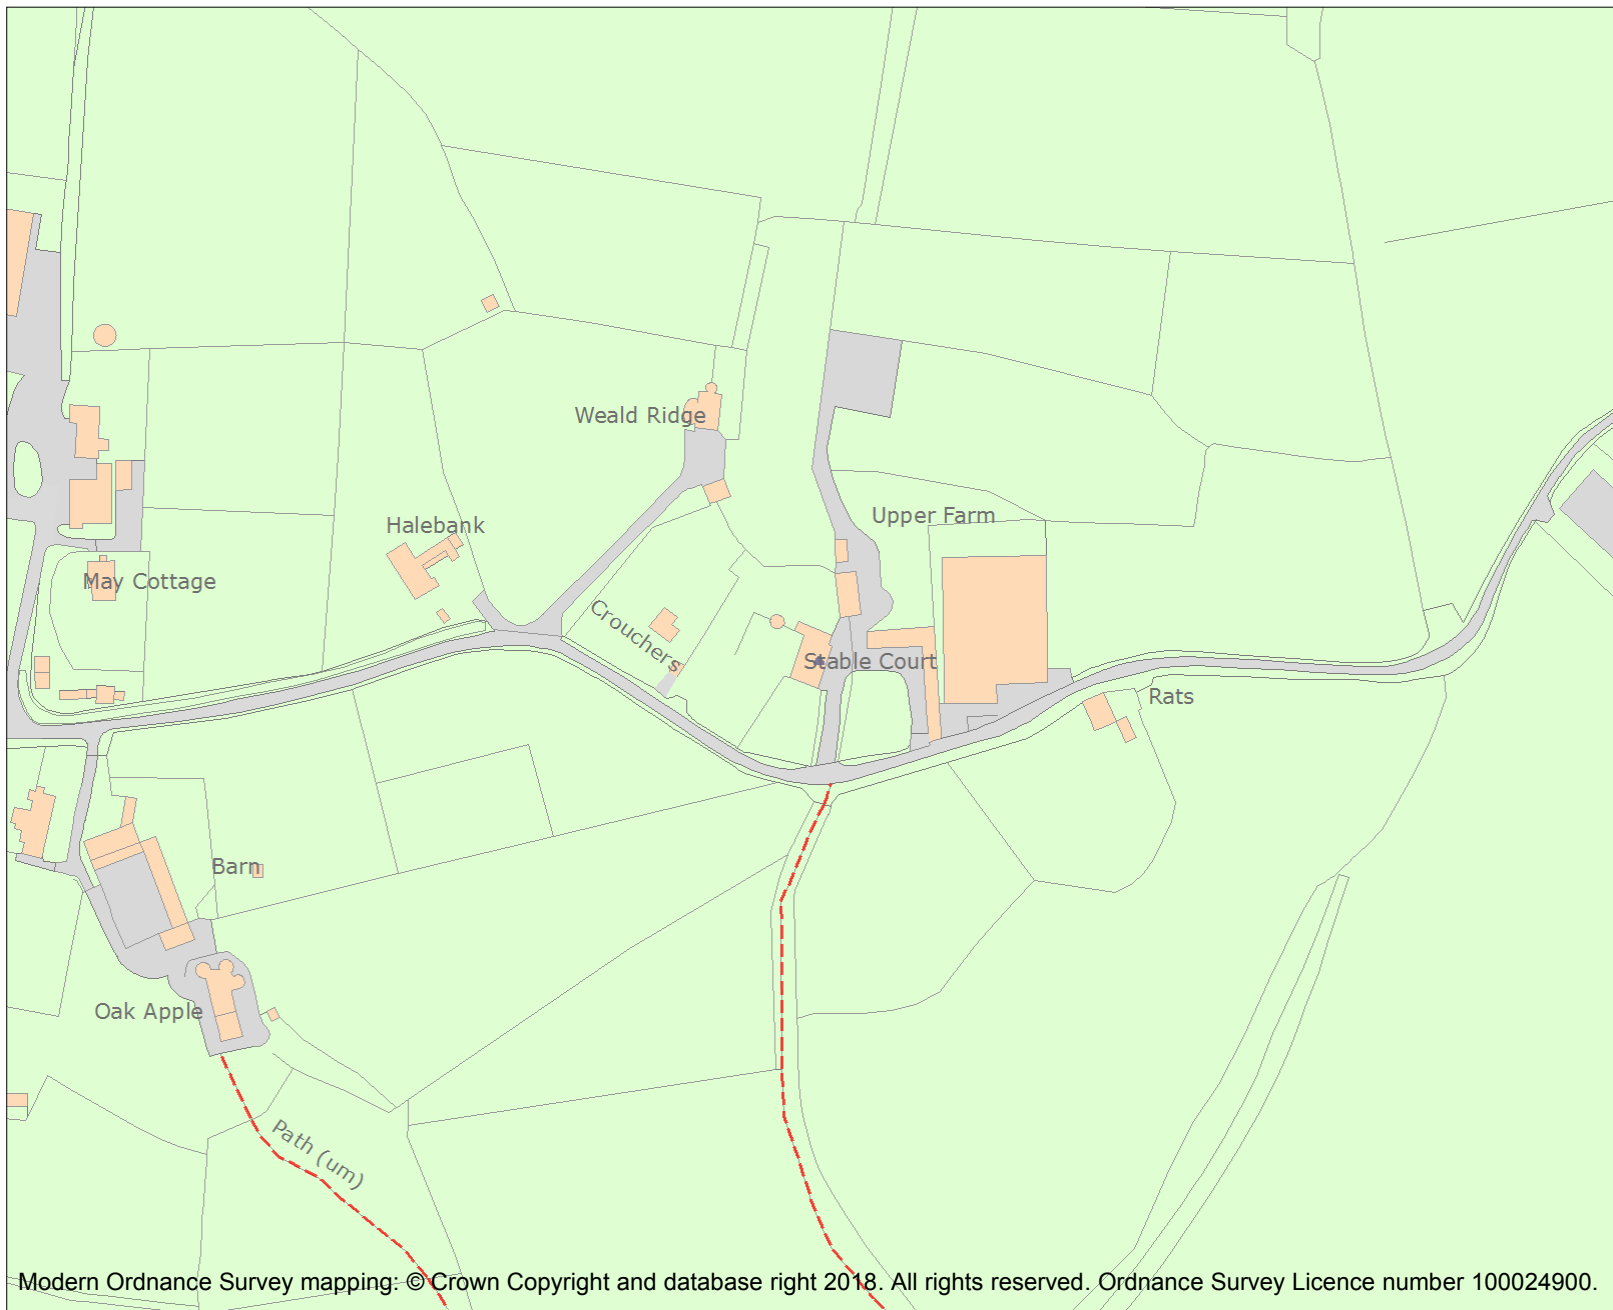 Weald Ridge
Halebank
Upper Farm
May Cottage
Crouchers
Stable Court
Rats
Barn
Oak Apple
Path (um)
Modern Ordnance Survey mapping: © Crown Copyright and database right 2018. All rights reserved. Ordnance Survey Licence number 100024900.